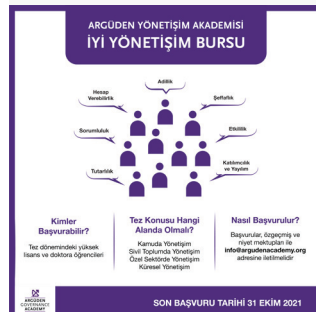 ARGÜDEN YÖNETİŞİM AKADEMİSİ
İYİ YÖNETİŞİM BURSU
Adillik
Hesap
Verebilirlik
Şeffaflık
Sorumluluk
Etkililik
Tutarlılık
Katılımcılık
ve Yayılım
Kimler
Başvurabilir?
Tez dönemindeki yüksek
lisans ve doktora öğrencileri
Tez Konusu Hangi
Alanda Olmalı?
Kamuda Yönetişim
Sivil Toplumda Yönetişim
Özel Sektörde Yönetişim
Küresel Yönetişim
Nasıl Başvurulur?
Başvurular, özgeçmiş ve
niyet mektupları ile
info@argudenacademy.org
adresine iletilmelidir
ARGÜDEN
GOVERNANCE
ACADEMY
SON BAŞVURU TARİHİ 31 EKİM 2021